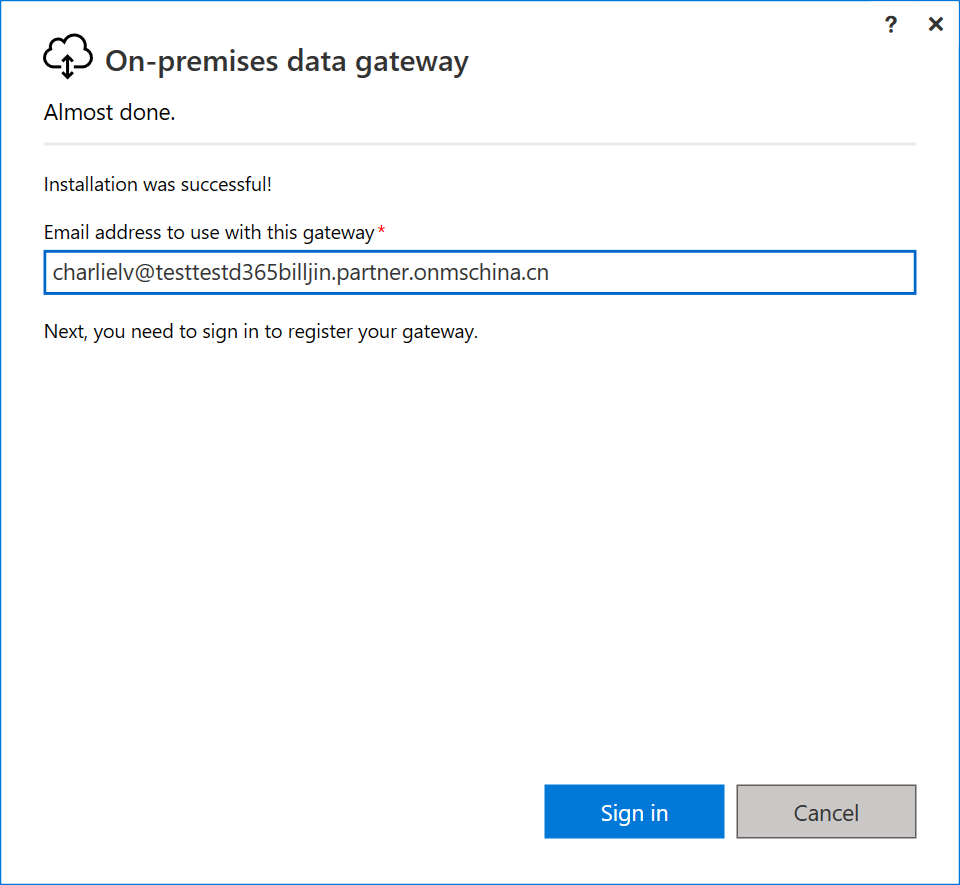 ? ×
On-premises data gateway
Almost done.
Installation was successful!
Email address to use with this gateway*
charlielv@testtestd365billjin.partner.onmschina.cn
Next, you need to sign in to register your gateway.
Sign in Cancel